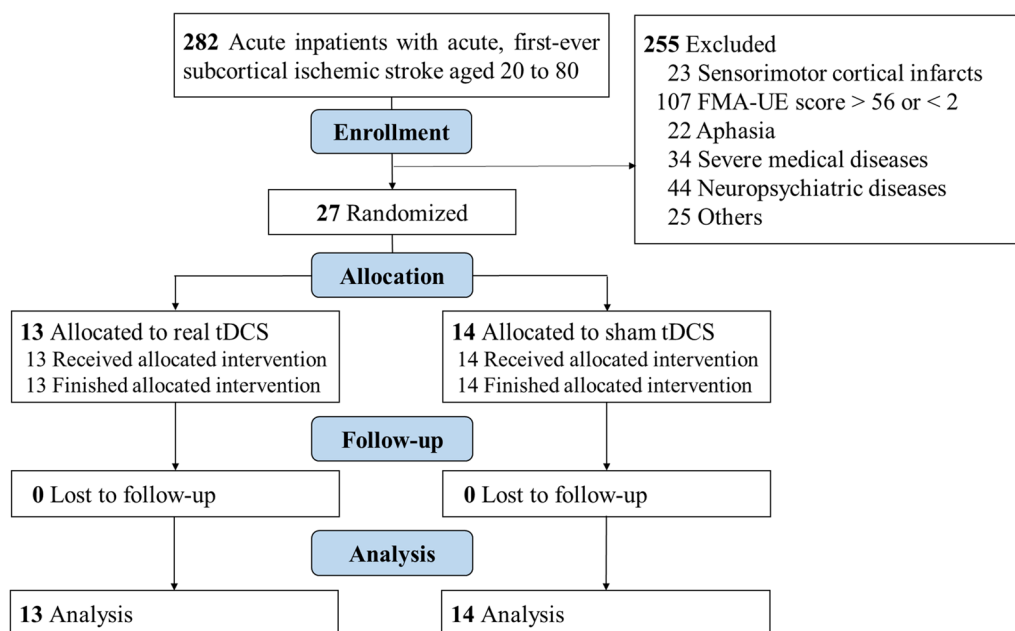 282 Acute inpatients with acute, first-ever
subcortical ischemic stroke aged 20 to 80
255 Excluded
23 Sensorimotor cortical infarcts
107 FMA-UE score > 56 or < 2
22 Aphasia
34 Severe medical diseases
44 Neuropsychiatric diseases
25 Others
Enrollment
27 Randomized
Allocation
13 Allocated to real tDCS
13 Received allocated intervention
13 Finished allocated intervention
14 Allocated to sham tDCS
14 Received allocated intervention
14 Finished allocated intervention
Follow-up
0 Lost to follow-up
0 Lost to follow-up
Analysis
13 Analysis
14 Analysis